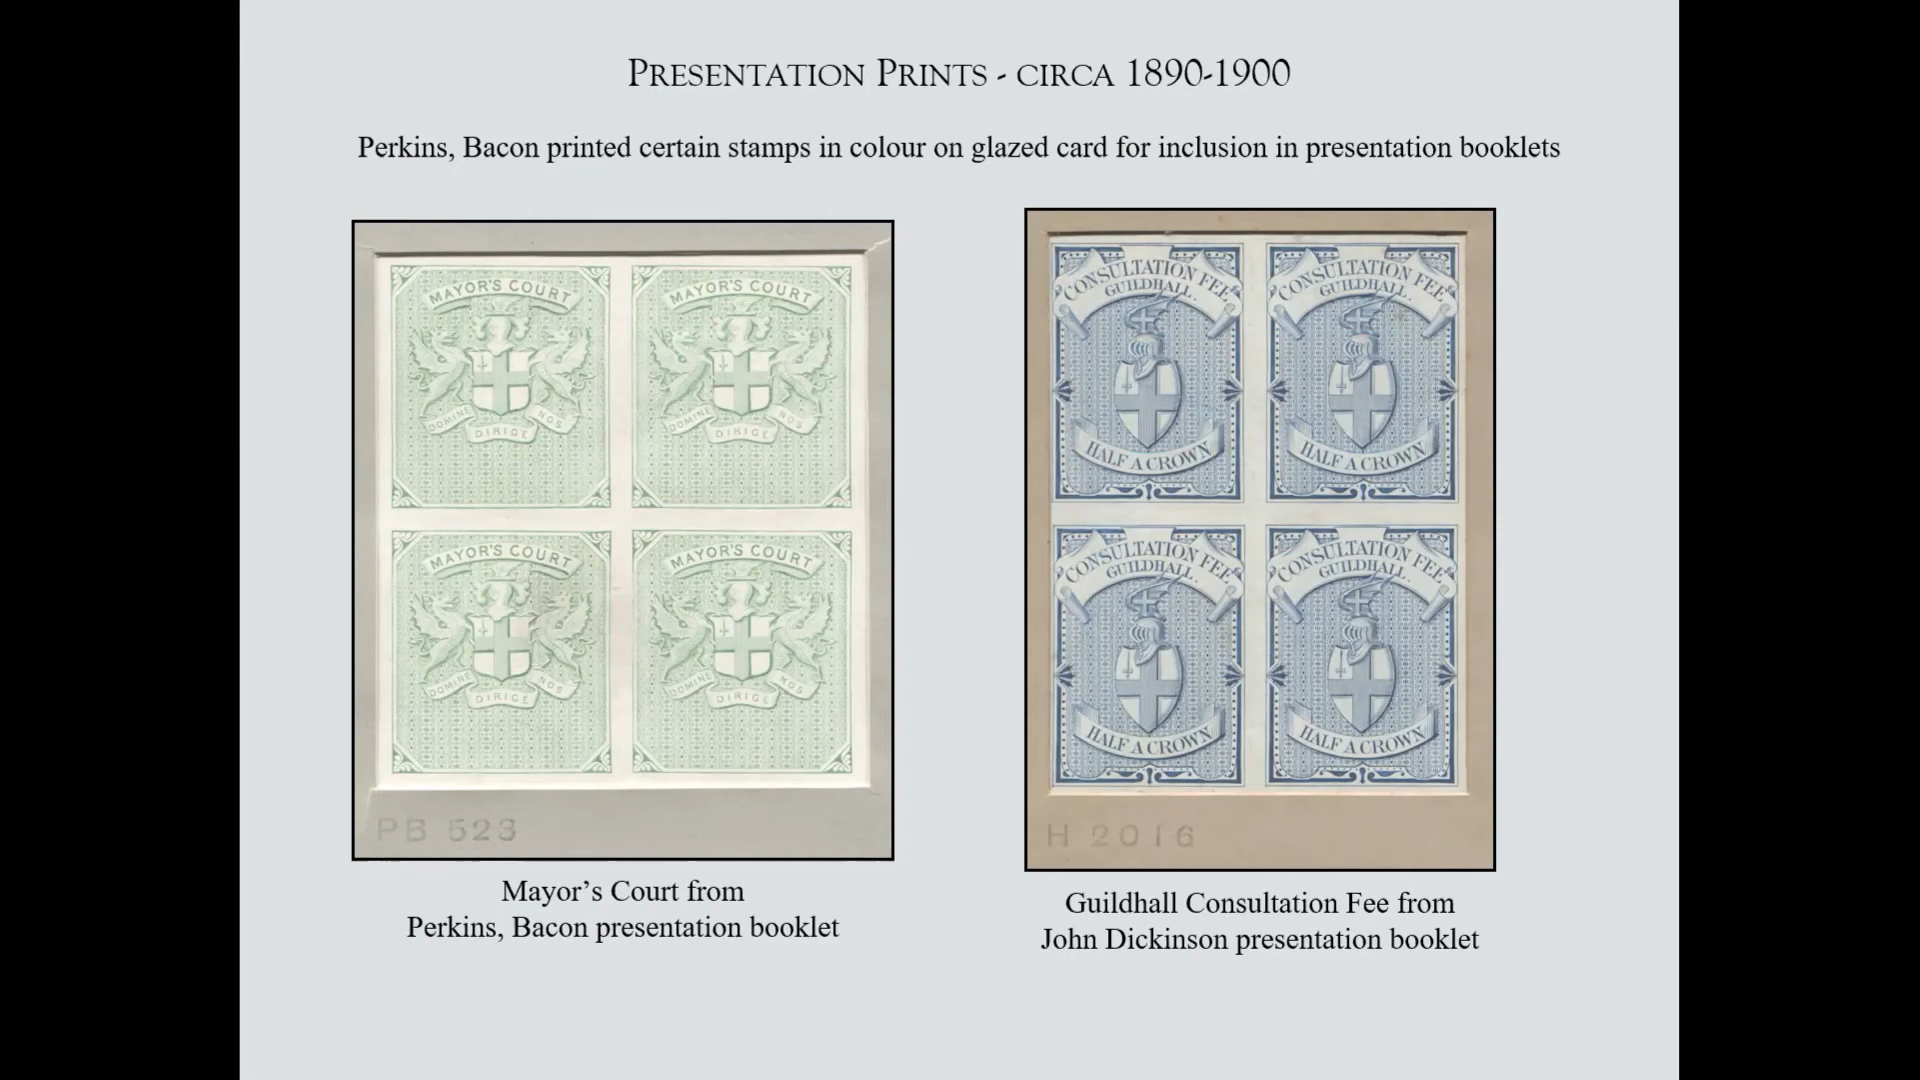 PRESENTATION PRINTS - CIRCA 1890-1900
Perkins, Bacon printed certain stamps in colour on glazed card for inclusion in presentation booklets
MAYOR'S COURT
DOMINE DIRIGE NOS
MAYOR'S COURT
DOMINE DIRIGE NOS
MAYOR'S COURT
DOMINE DIRIGE NOS
MAYOR'S COURT
DOMINE DIRIGE NOS
PB 523
Mayor’s Court from
Perkins, Bacon presentation booklet
CONSULTATION FEE
GUILDHALL.
HALF A CROWN
CONSULTATION FEE
GUILDHALL.
HALF A CROWN
CONSULTATION FEE
GUILDHALL.
HALF A CROWN
CONSULTATION FEE
GUILDHALL.
HALF A CROWN
H 2016
Guildhall Consultation Fee from
John Dickinson presentation booklet